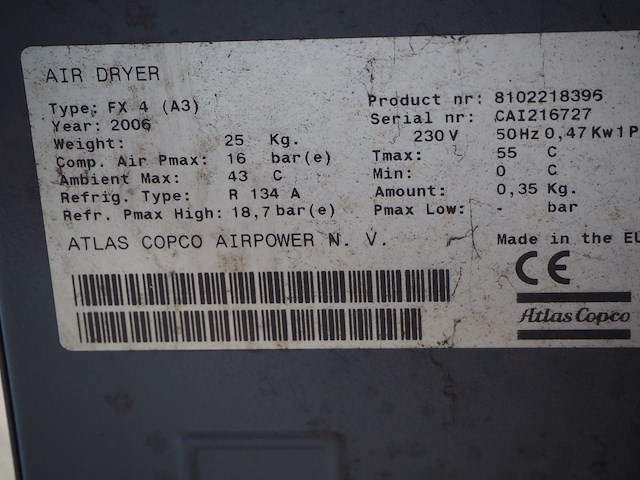 AIR DRYER
Type: FX 4 (A3) Product nr: 8102218396
Year: 2006 Serial nr: CAI216727
Weight: 25 Kg. 230 V 50Hz 0,47 Kw 1 P
Comp. Air Pmax: 16 bar(e) Tmax: 55 C
Ambient Max: 43 C Min: 0 C
Refrig. Type: R 134 A Amount: 0,35 Kg.
Refr. Pmax High: 18,7 bar(e) Pmax Low: - bar
ATLAS COPCO AIRPOWER N. V. Made in the EU
CE
Atlas Copco